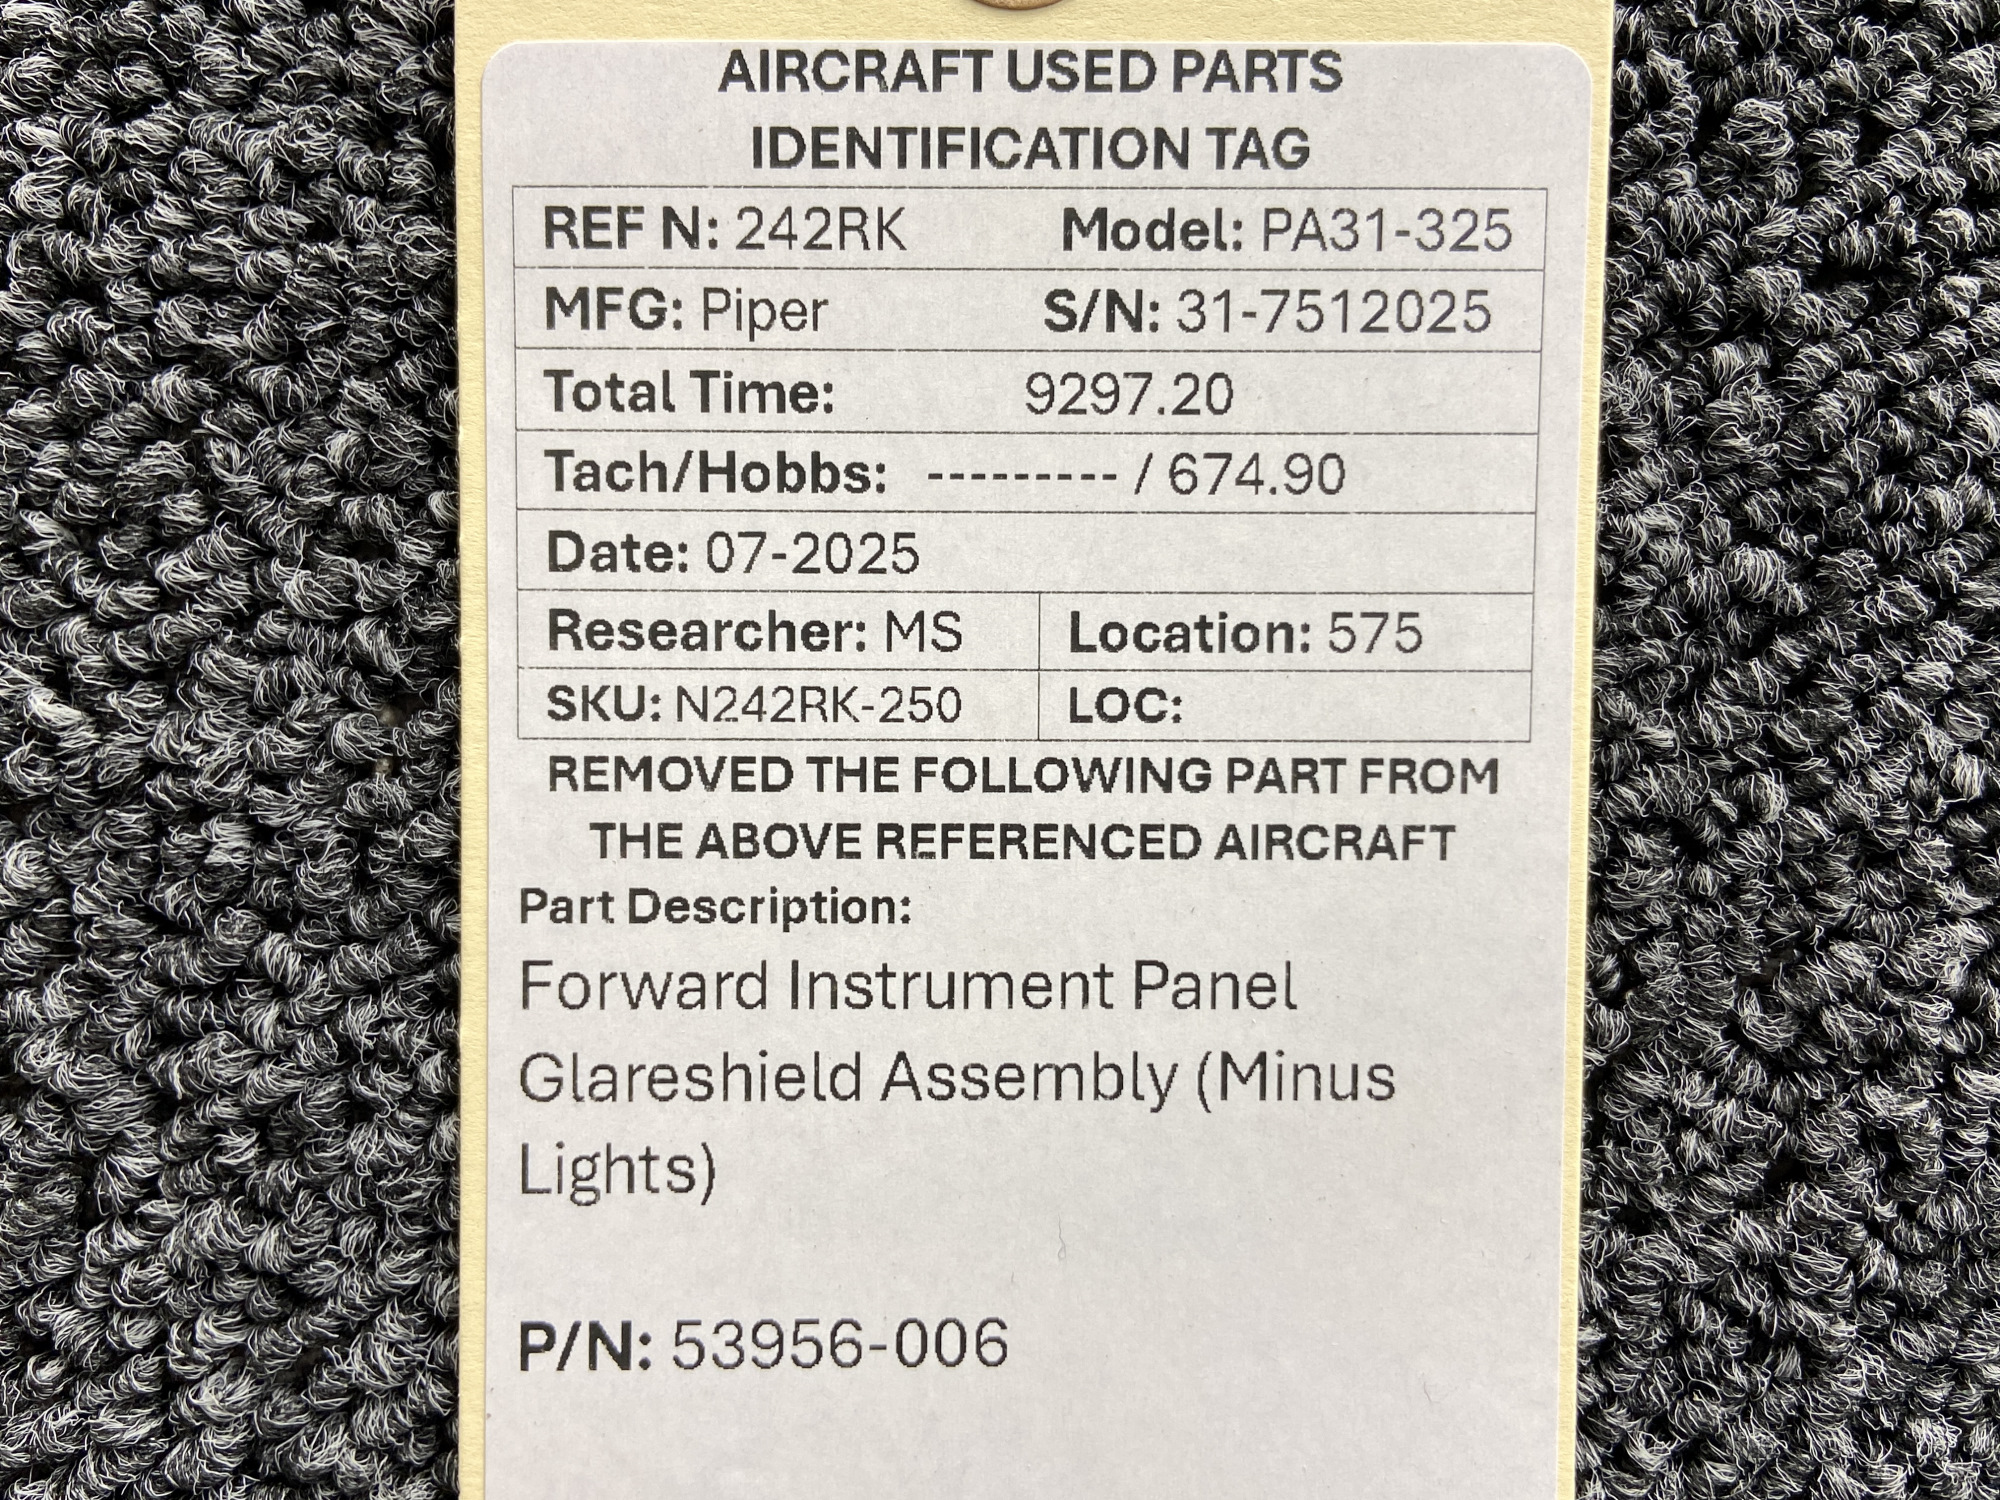 AIRCRAFT USED PARTS
IDENTIFICATION TAG
REF N: 242RK Model: PA31-325
MFG: Piper S/N: 31-7512025
Total Time: 9297.20
Tach/Hobbs: --------- / 674.90
Date: 07-2025
Researcher: MS Location: 575
SKU: N242RK-250 LOC:
REMOVED THE FOLLOWING PART FROM
THE ABOVE REFERENCED AIRCRAFT
Part Description:
Forward Instrument Panel
Glareshield Assembly (Minus
Lights)
P/N: 53956-006